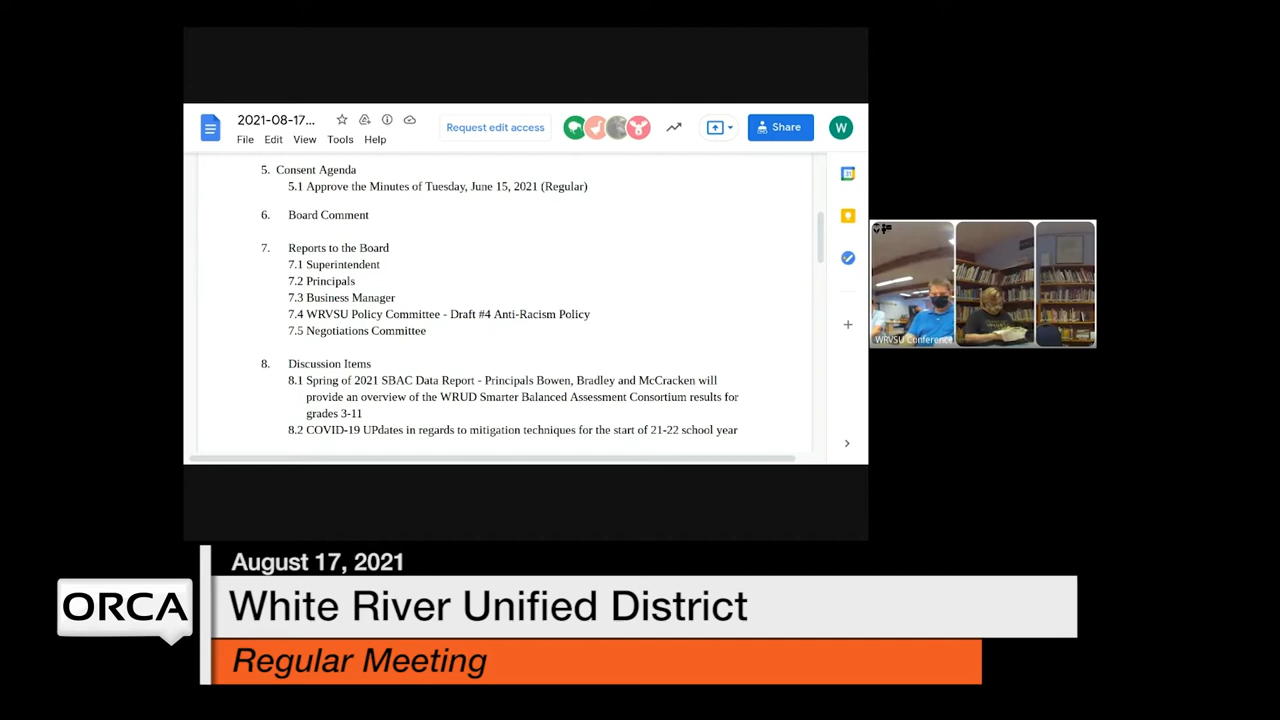 2021-08-17...
File Edit View Tools Help
Request edit access
Share
W
5. Consent Agenda
5.1 Approve the Minutes of Tuesday, June 15, 2021 (Regular)
6. Board Comment
7. Reports to the Board
7.1 Superintendent
7.2 Principals
7.3 Business Manager
7.4 WRVSU Policy Committee - Draft #4 Anti-Racism Policy
7.5 Negotiations Committee
8. Discussion Items
8.1 Spring of 2021 SBAC Data Report - Principals Bowen, Bradley and McCracken will
provide an overview of the WRUD Smarter Balanced Assessment Consortium results for
grades 3-11
8.2 COVID-19 UPdates in regards to mitigation techniques for the start of 21-22 school year
WRVSU Conference
August 17, 2021
ORCA
White River Unified District
Regular Meeting